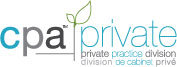 cpa private
private practice division
division de cabinet privé